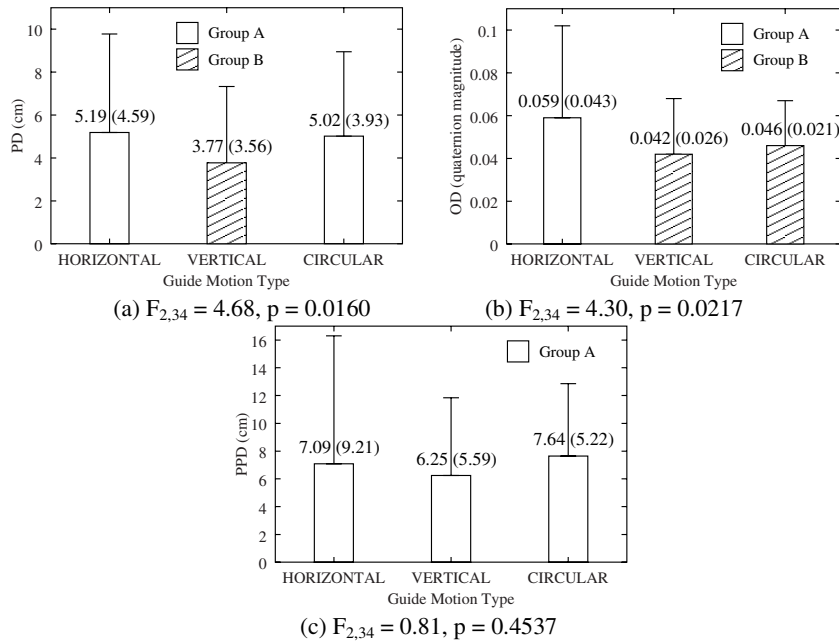 10
8
6
4
2
0
PD (cm)
Group A
Group B
5.19 (4.59)
3.77 (3.56)
5.02 (3.93)
HORIZONTAL VERTICAL CIRCULAR
Guide Motion Type
(a) F2,34 = 4.68, p = 0.0160
0.1
0.08
0.06
0.04
0.02
0
OD (quaternion magnitude)
Group A
Group B
0.059 (0.043)
0.042 (0.026)
0.046 (0.021)
HORIZONTAL VERTICAL CIRCULAR
Guide Motion Type
(b) F2,34 = 4.30, p = 0.0217
16
14
12
10
8
6
4
2
0
PPD (cm)
Group A
7.09 (9.21)
6.25 (5.59)
7.64 (5.22)
HORIZONTAL VERTICAL CIRCULAR
Guide Motion Type
(c) F2,34 = 0.81, p = 0.4537